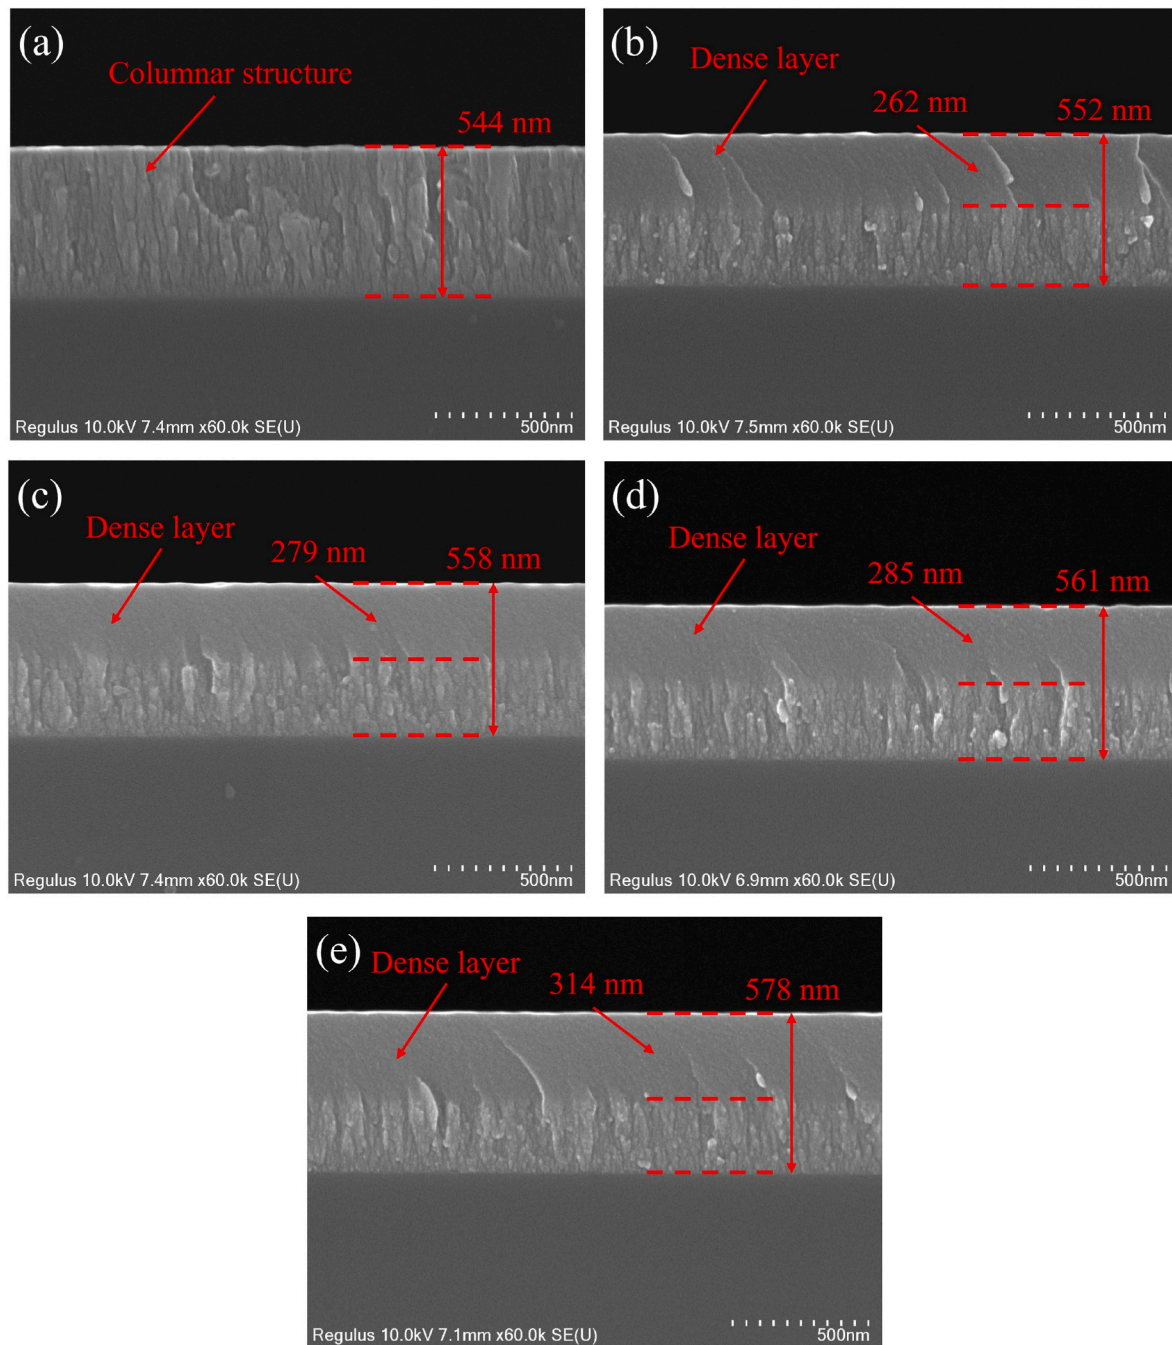 (a)
Columnar structure
544 nm
Regulus 10.0kV 7.4mm x60.0k SE(U)
500nm
(b)
Dense layer
262 nm
552 nm
Regulus 10.0kV 7.5mm x60.0k SE(U)
500nm
(c)
Dense layer
279 nm
558 nm
Regulus 10.0kV 7.4mm x60.0k SE(U)
500nm
(d)
Dense layer
285 nm
561 nm
Regulus 10.0kV 6.9mm x60.0k SE(U)
500nm
(e)
Dense layer
314 nm
578 nm
Regulus 10.0kV 7.1mm x60.0k SE(U)
500nm